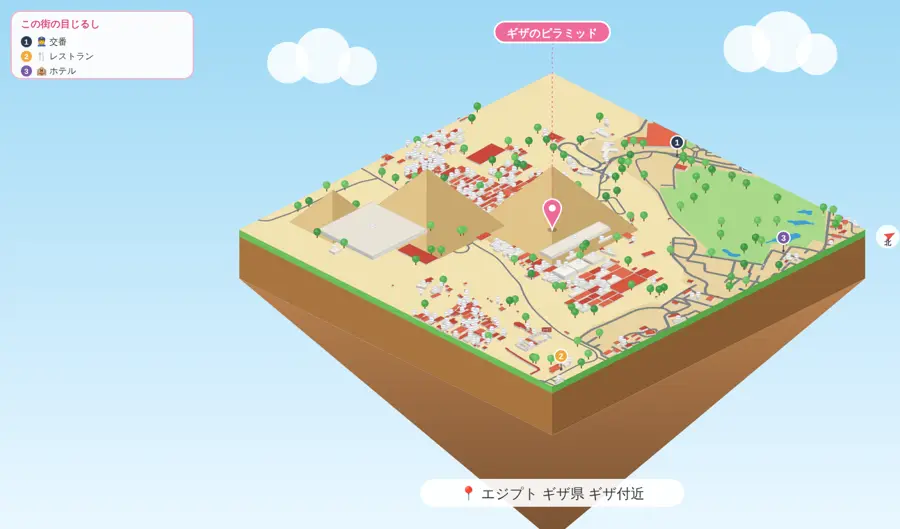 この街の目じるし
1 👮 交番
2 🍴 レストラン
3 🏨 ホテル
ギザのピラミッド
1
3
北
2
📍 エジプト ギザ県 ギザ付近